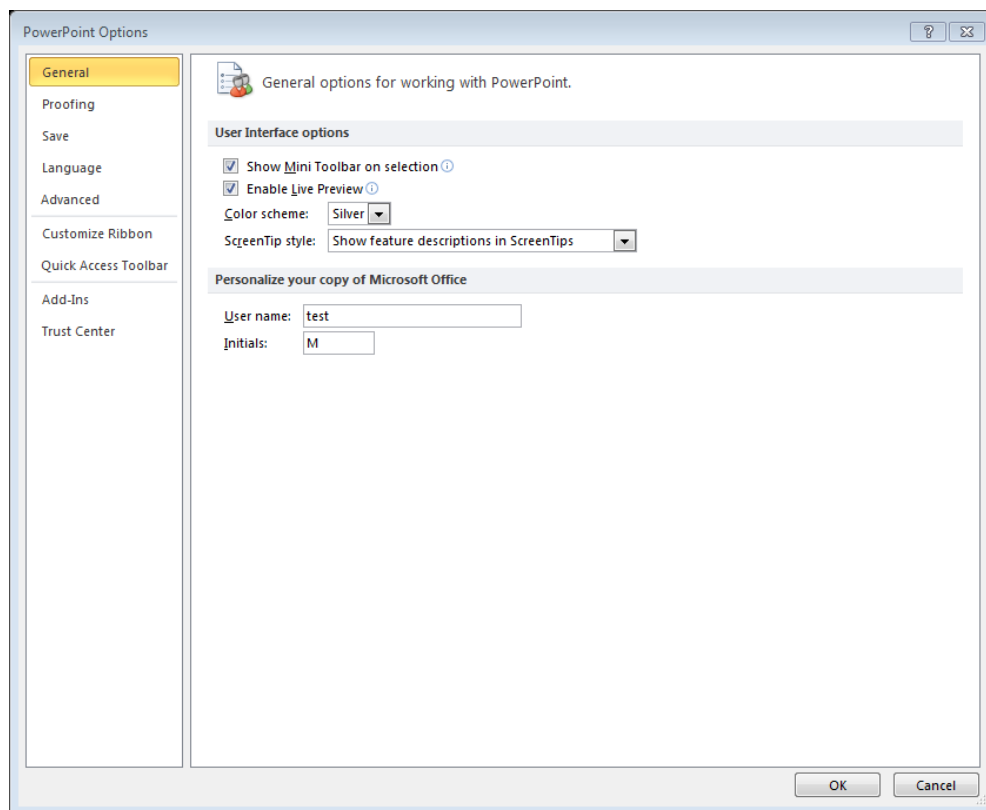 PowerPoint Options
General
Proofing
Save
Language
Advanced
Customize Ribbon
Quick Access Toolbar
Add-Ins
Trust Center
General options for working with PowerPoint.
User Interface options
Show Mini Toolbar on selection
Enable Live Preview
Color scheme: Silver
ScreenTip style: Show feature descriptions in ScreenTips
Personalize your copy of Microsoft Office
User name: test
Initials: M
OK Cancel